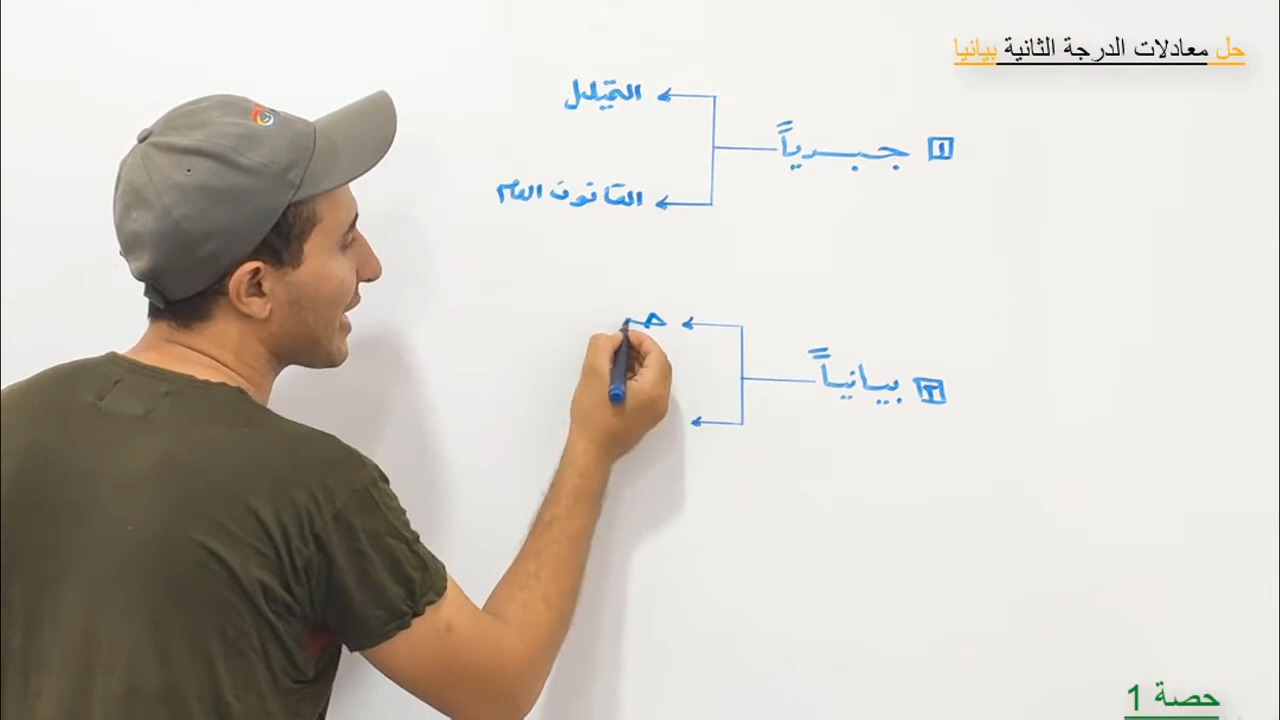 حل معادلات الدرجة الثانية بيانيا
١ جبرياً
التحليل
القانون العام
٢ بيانياً
حصة 1